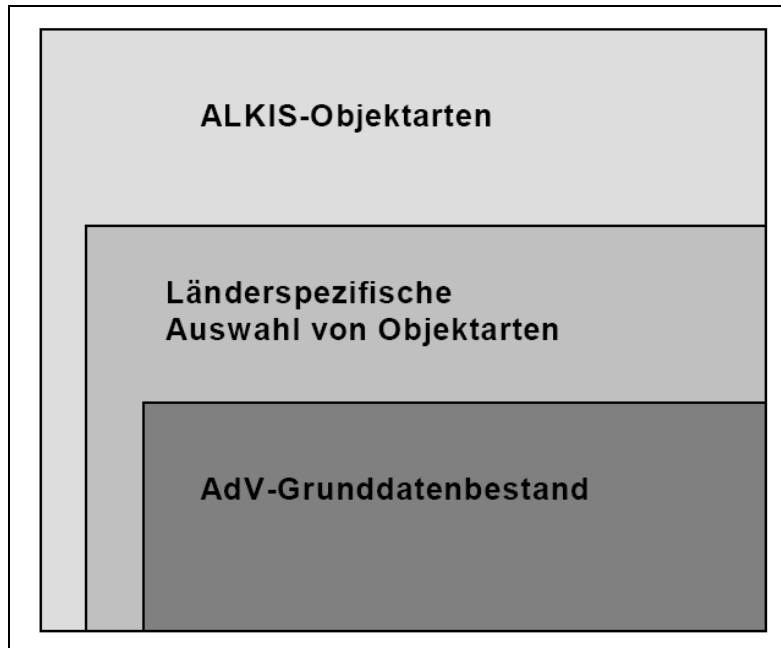 ALKIS-Objektarten
Länderspezifische
Auswahl von Objektarten
AdV-Grunddatenbestand